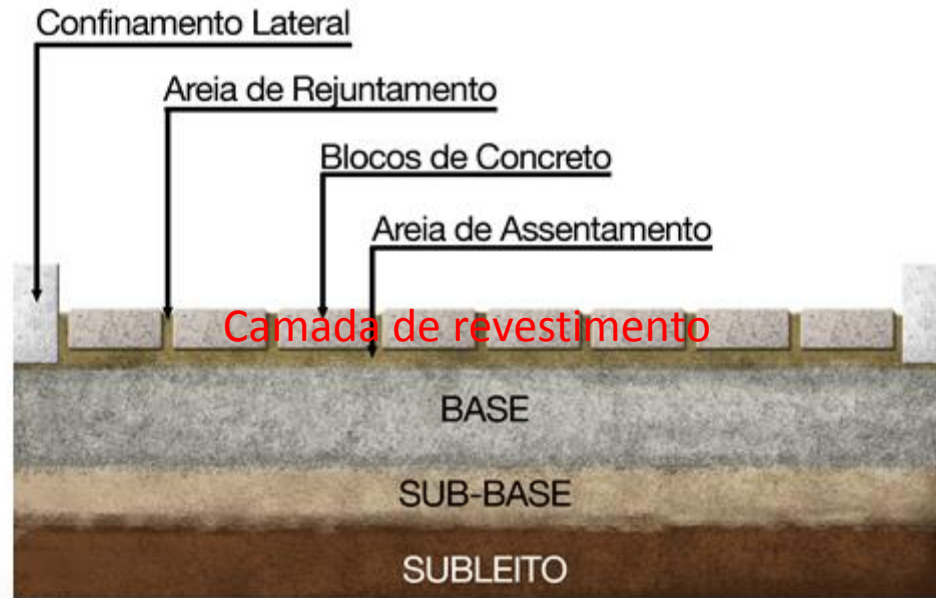 Confinamento Lateral
Areia de Rejuntamento
Blocos de Concreto
Areia de Assentamento
Camada de revestimento
BASE
SUB-BASE
SUBLEITO